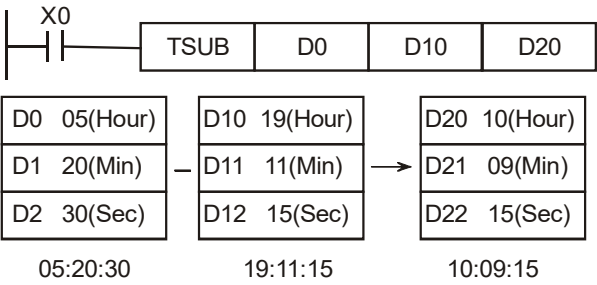 X0
TSUB D0 D10 D20
D0 05(Hour) D10 19(Hour) D20 10(Hour)
D1 20(Min) – D11 11(Min) → D21 09(Min)
D2 30(Sec) D12 15(Sec) D22 15(Sec)
05:20:30 19:11:15 10:09:15